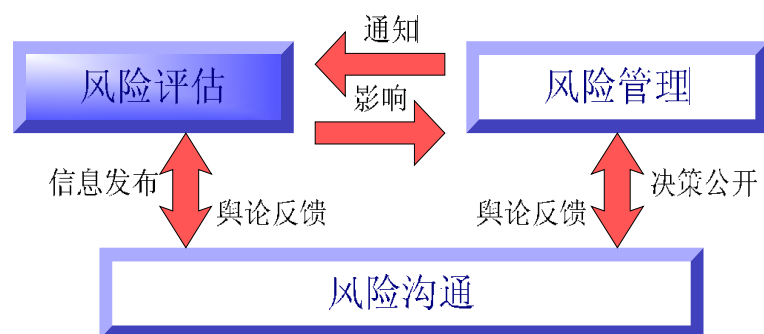 通知
风险评估
风险管理
影响
信息发布
决策公开
舆论反馈
舆论反馈
风险沟通